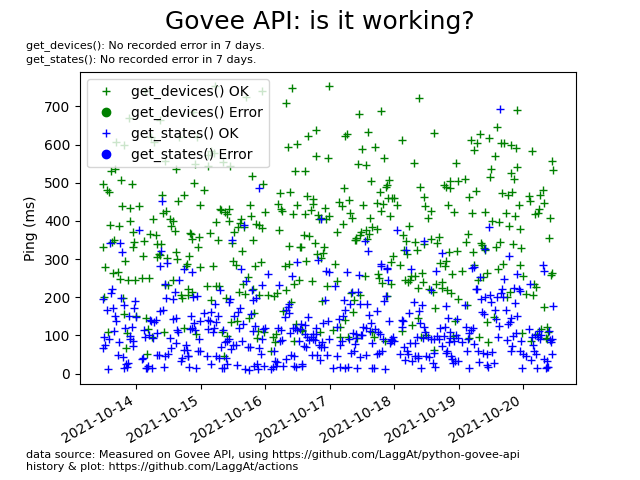 Govee API: is it working?
get_devices(): No recorded error in 7 days.
get_states(): No recorded error in 7 days.
get_devices() OK
get_devices() Error
get_states() OK
get_states() Error
Ping (ms)
700
600
500
400
300
200
100
0
2021-10-14
2021-10-15
2021-10-16
2021-10-17
2021-10-18
2021-10-19
2021-10-20
data source: Measured on Govee API, using https://github.com/LaggAt/python-govee-api
history & plot: https://github.com/LaggAt/actions